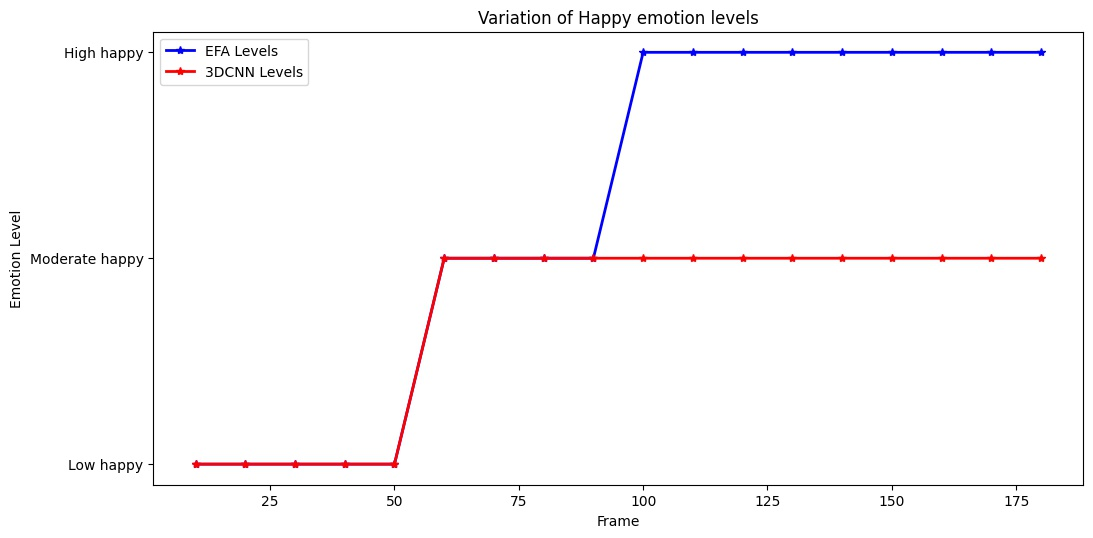 Variation of Happy emotion levels
EFA Levels
3DCNN Levels
High happy
Moderate happy
Low happy
Emotion Level
25 50 75 100 125 150 175
Frame